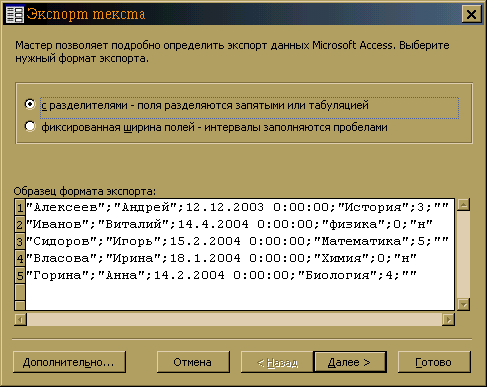 Экспорт текста
Мастер позволяет подробно определить экспорт данных Microsoft Access. Выберите
нужный формат экспорта.
с разделителями - поля разделяются запятыми или табуляцией
фиксированная ширина полей - интервалы заполняются пробелами
Образец формата экспорта:
1 "Алексеев";"Андрей";12.12.2003 0:00:00;"История";3;""
2 "Иванов";"Виталий";14.4.2004 0:00:00;"физика";0;"н"
3 "Сидоров";"Игорь";15.2.2004 0:00:00;"Математика";5;""
4 "Власова";"Ирина";18.1.2004 0:00:00;"Химия";0;"н"
5 "Горина";"Анна";14.2.2004 0:00:00;"Биология";4;""
Дополнительно... Отмена < Назад Далее > Готово